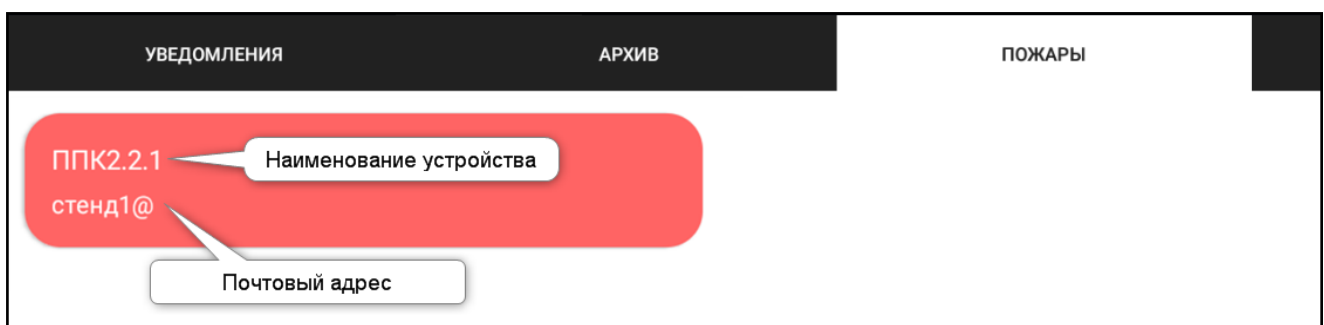 УВЕДОМЛЕНИЯ АРХИВ ПОЖАРЫ
ППК2.2.1 Наименование устройства
стенд1@
Почтовый адрес